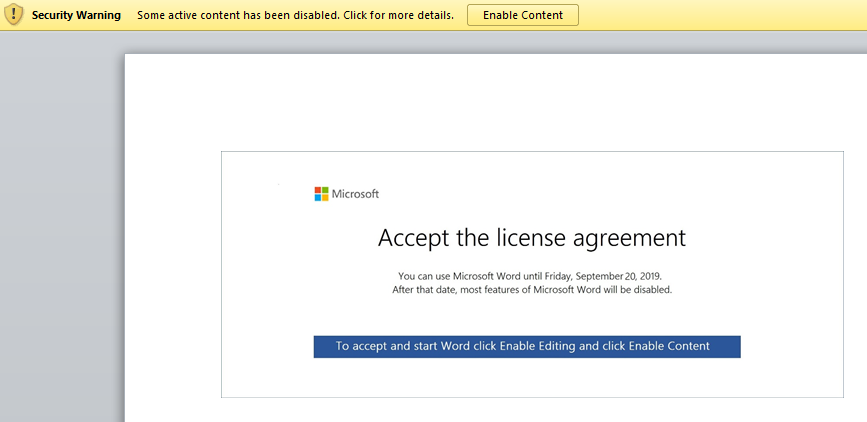 Security Warning Some active content has been disabled. Click for more details. Enable Content
Microsoft
Accept the license agreement
You can use Microsoft Word until Friday, September 20, 2019.
After that date, most features of Microsoft Word will be disabled.
To accept and start Word click Enable Editing and click Enable Content